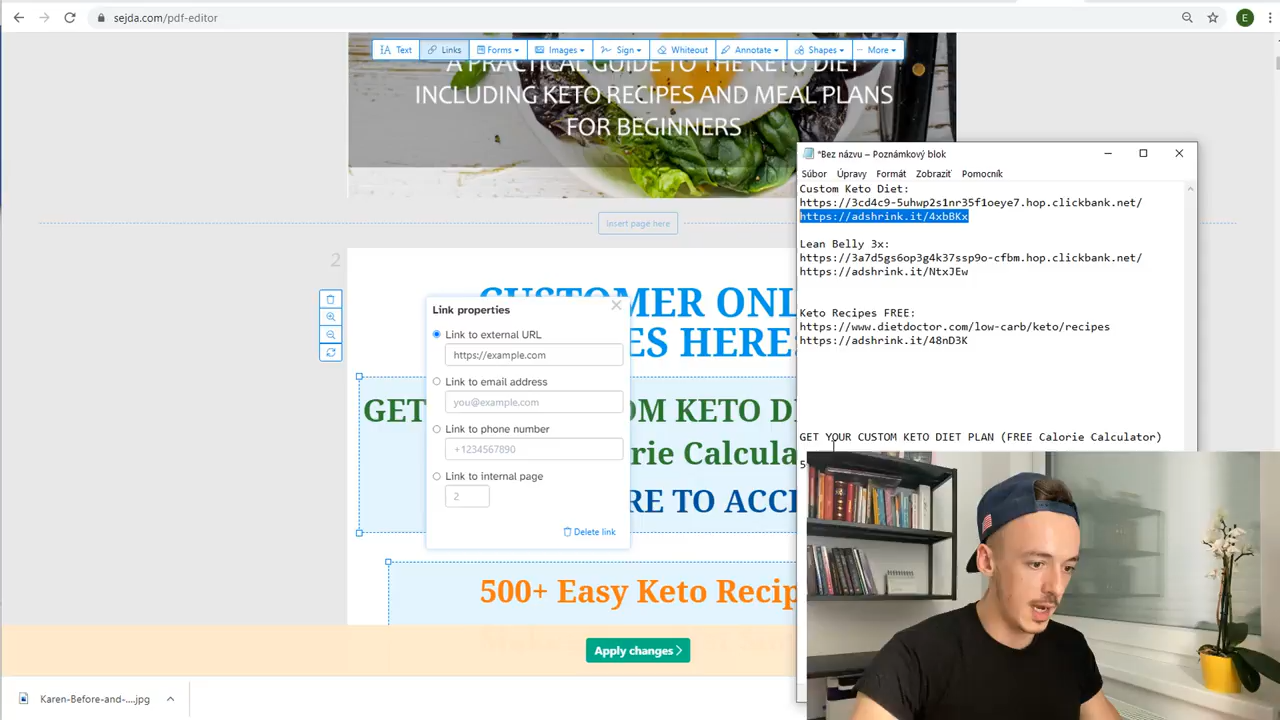 sejda.com/pdf-editor
E
Text
Links
Forms
Images
Sign
Whiteout
Annotate
Shapes
More
A PRACTICAL GUIDE TO THE KETO DIET
INCLUDING KETO RECIPES AND MEAL PLANS
FOR BEGINNERS
Insert page here
2
CUSTOMER ONL
ES HERE:
GET
OM KETO D
rie Calcula
RE TO ACC
500+ Easy Keto Recip
Link properties
Link to external URL
https://example.com
Link to email address
you@example.com
Link to phone number
+1234567890
Link to internal page
2
Delete link
Apply changes
Karen-Before-and-....jpg
*Bez názvu – Poznámkový blok
Súbor Úpravy Formát Zobraziť Pomocník
Custom Keto Diet:
https://3cd4c9-5uhwp2s1nr35f1oeye7.hop.clickbank.net/
https://adshrink.it/4xbBKx
Lean Belly 3x:
https://3a7d5gs6op3g4k37ssp9o-cfbm.hop.clickbank.net/
https://adshrink.it/NtxJEw
Keto Recipes FREE:
https://www.dietdoctor.com/low-carb/keto/recipes
https://adshrink.it/48nD3K
GET YOUR CUSTOM KETO DIET PLAN (FREE Calorie Calculator)